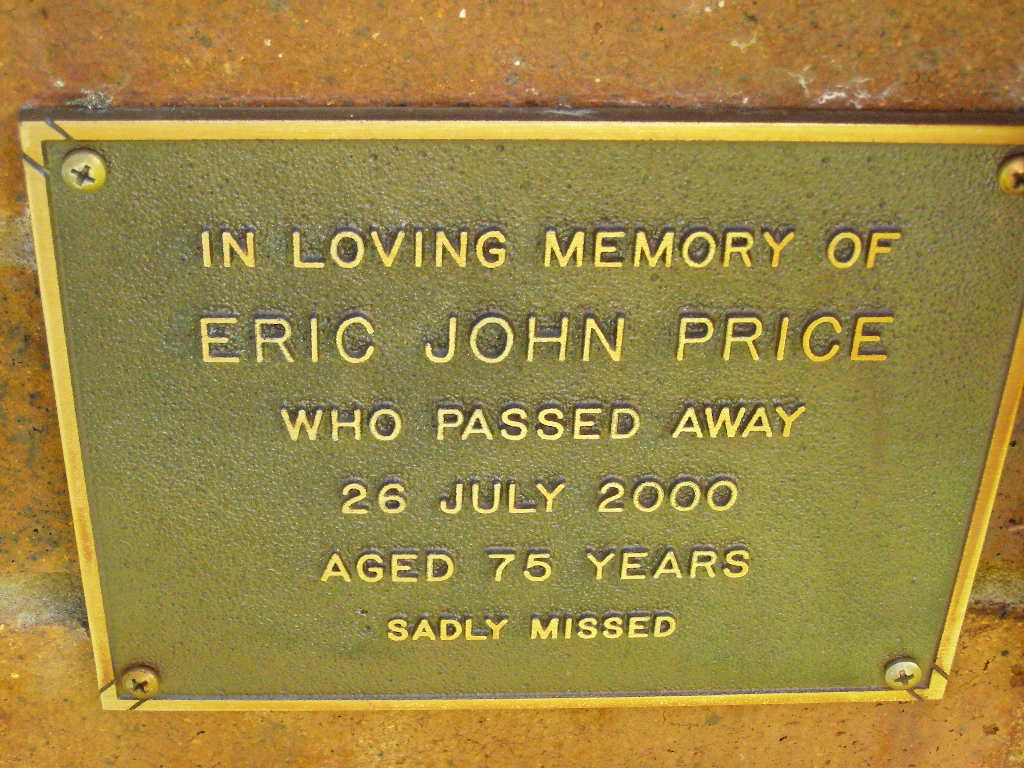 IN LOVING MEMORY OF
ERIC JOHN PRICE
WHO PASSED AWAY
26 JULY 2000
AGED 75 YEARS
SADLY MISSED